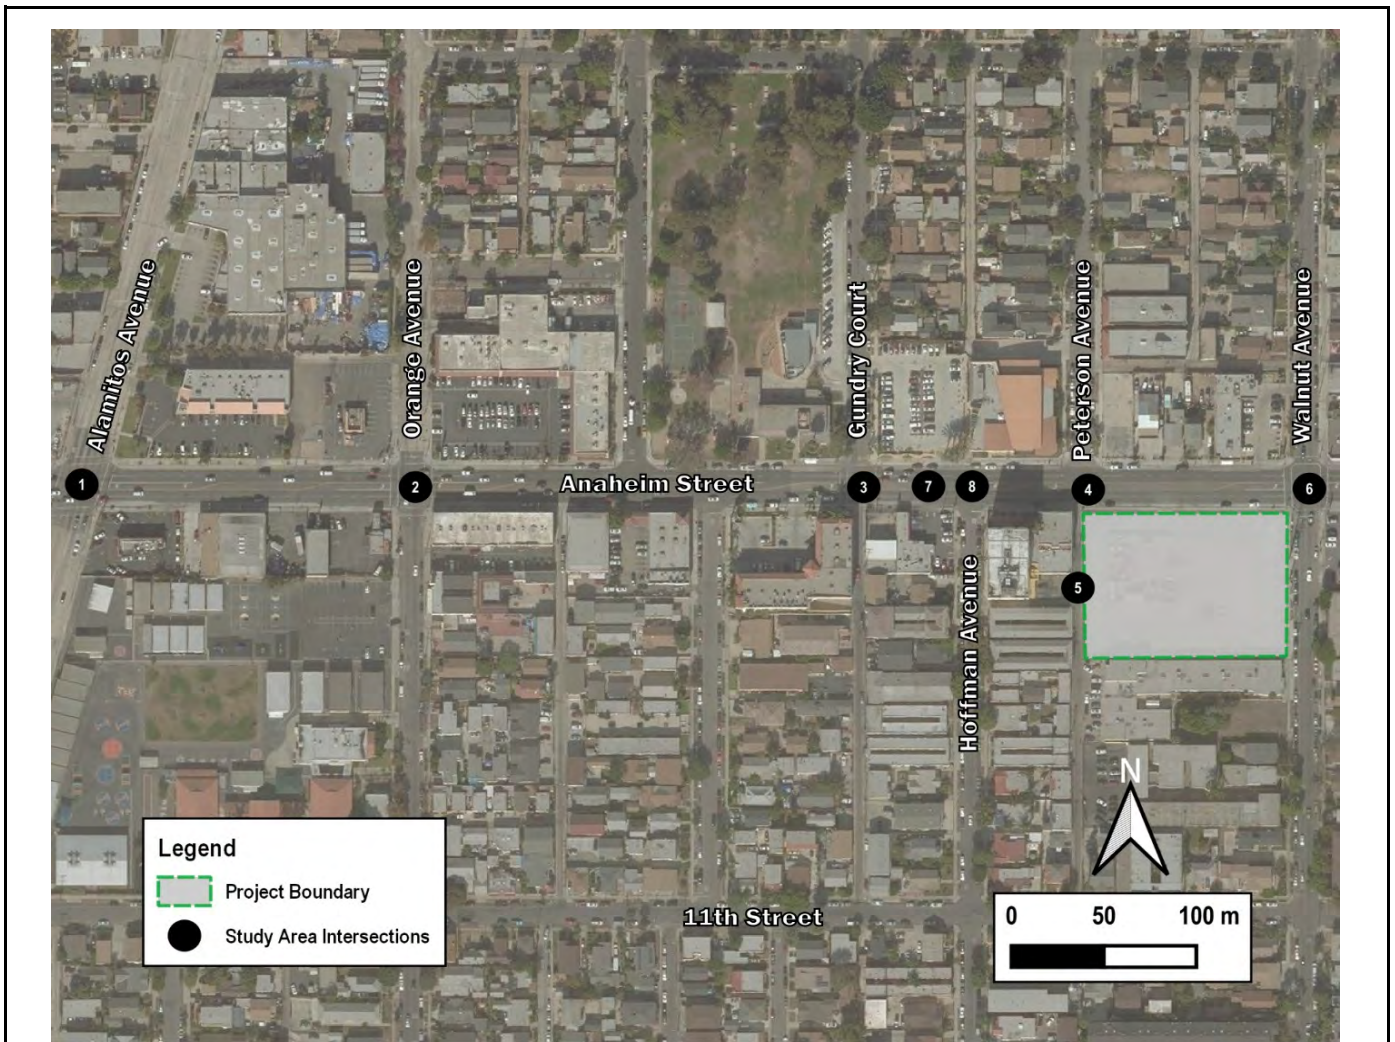 Alamitos Avenue
Orange Avenue
Gundry Court
Peterson Avenue
Walnut Avenue
1
2
Anaheim Street
3
7
8
4
6
5
Hoffman Avenue
N
Legend
Project Boundary
Study Area Intersections
11th Street
0 50 100 m